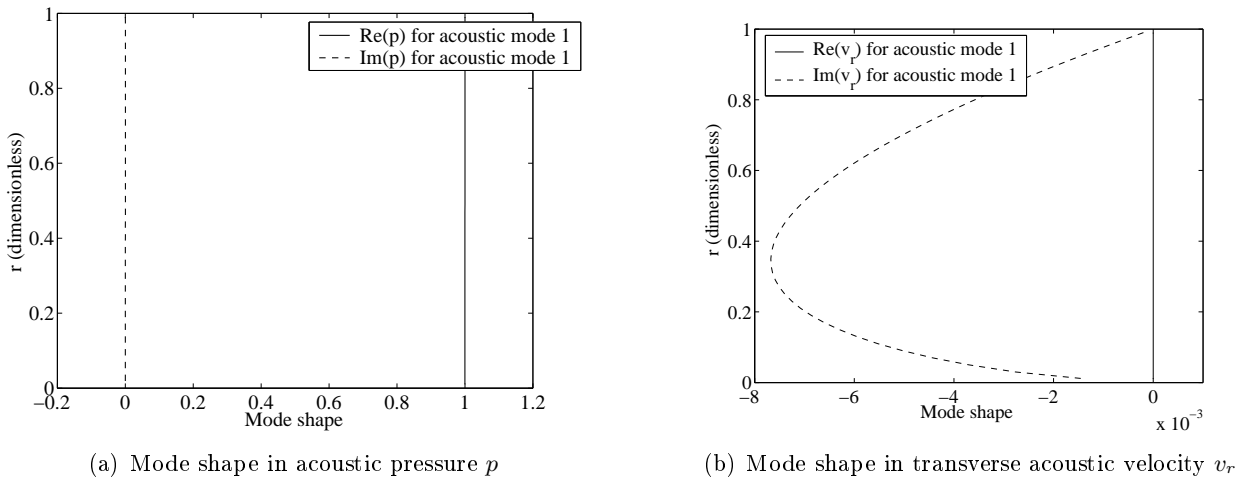 1
0.8
0.6
0.4
0.2
0
r (dimensionless)
Re(p) for acoustic mode 1
Im(p) for acoustic mode 1
−0.2 0 0.2 0.4 0.6 0.8 1 1.2
Mode shape
(a) Mode shape in acoustic pressure p
1
0.8
0.6
0.4
0.2
0
r (dimensionless)
Re(v_r) for acoustic mode 1
Im(v_r) for acoustic mode 1
−8 −6 −4 −2 0
Mode shape
x 10⁻³
(b) Mode shape in transverse acoustic velocity v_r